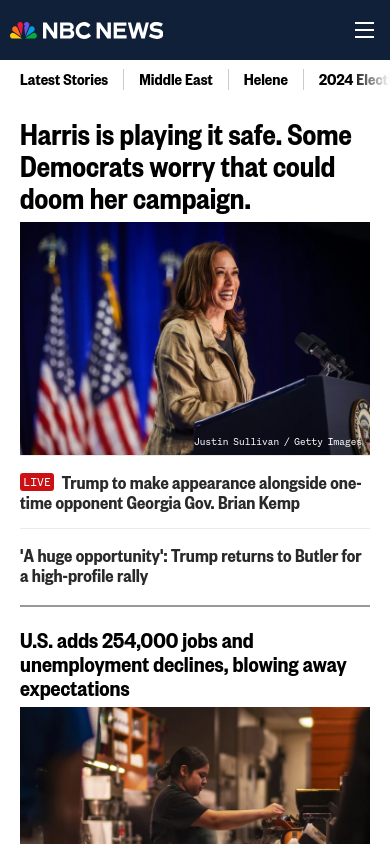 NBC NEWS
Latest Stories
Middle East
Helene
2024 Elect
Harris is playing it safe. Some
Democrats worry that could
doom her campaign.
Justin Sullivan / Getty Images
LIVE Trump to make appearance alongside one-
time opponent Georgia Gov. Brian Kemp
'A huge opportunity': Trump returns to Butler for
a high-profile rally
U.S. adds 254,000 jobs and
unemployment declines, blowing away
expectations